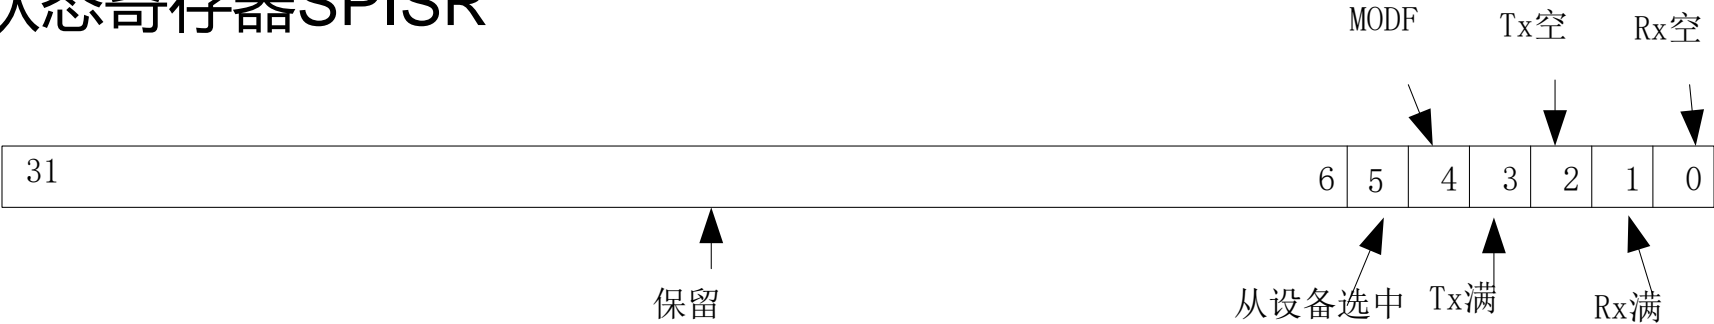 状态寄存器SPISR
MODF Tx空 Rx空
31 6 5 4 3 2 1 0
保留 从设备选中 Tx满 Rx满